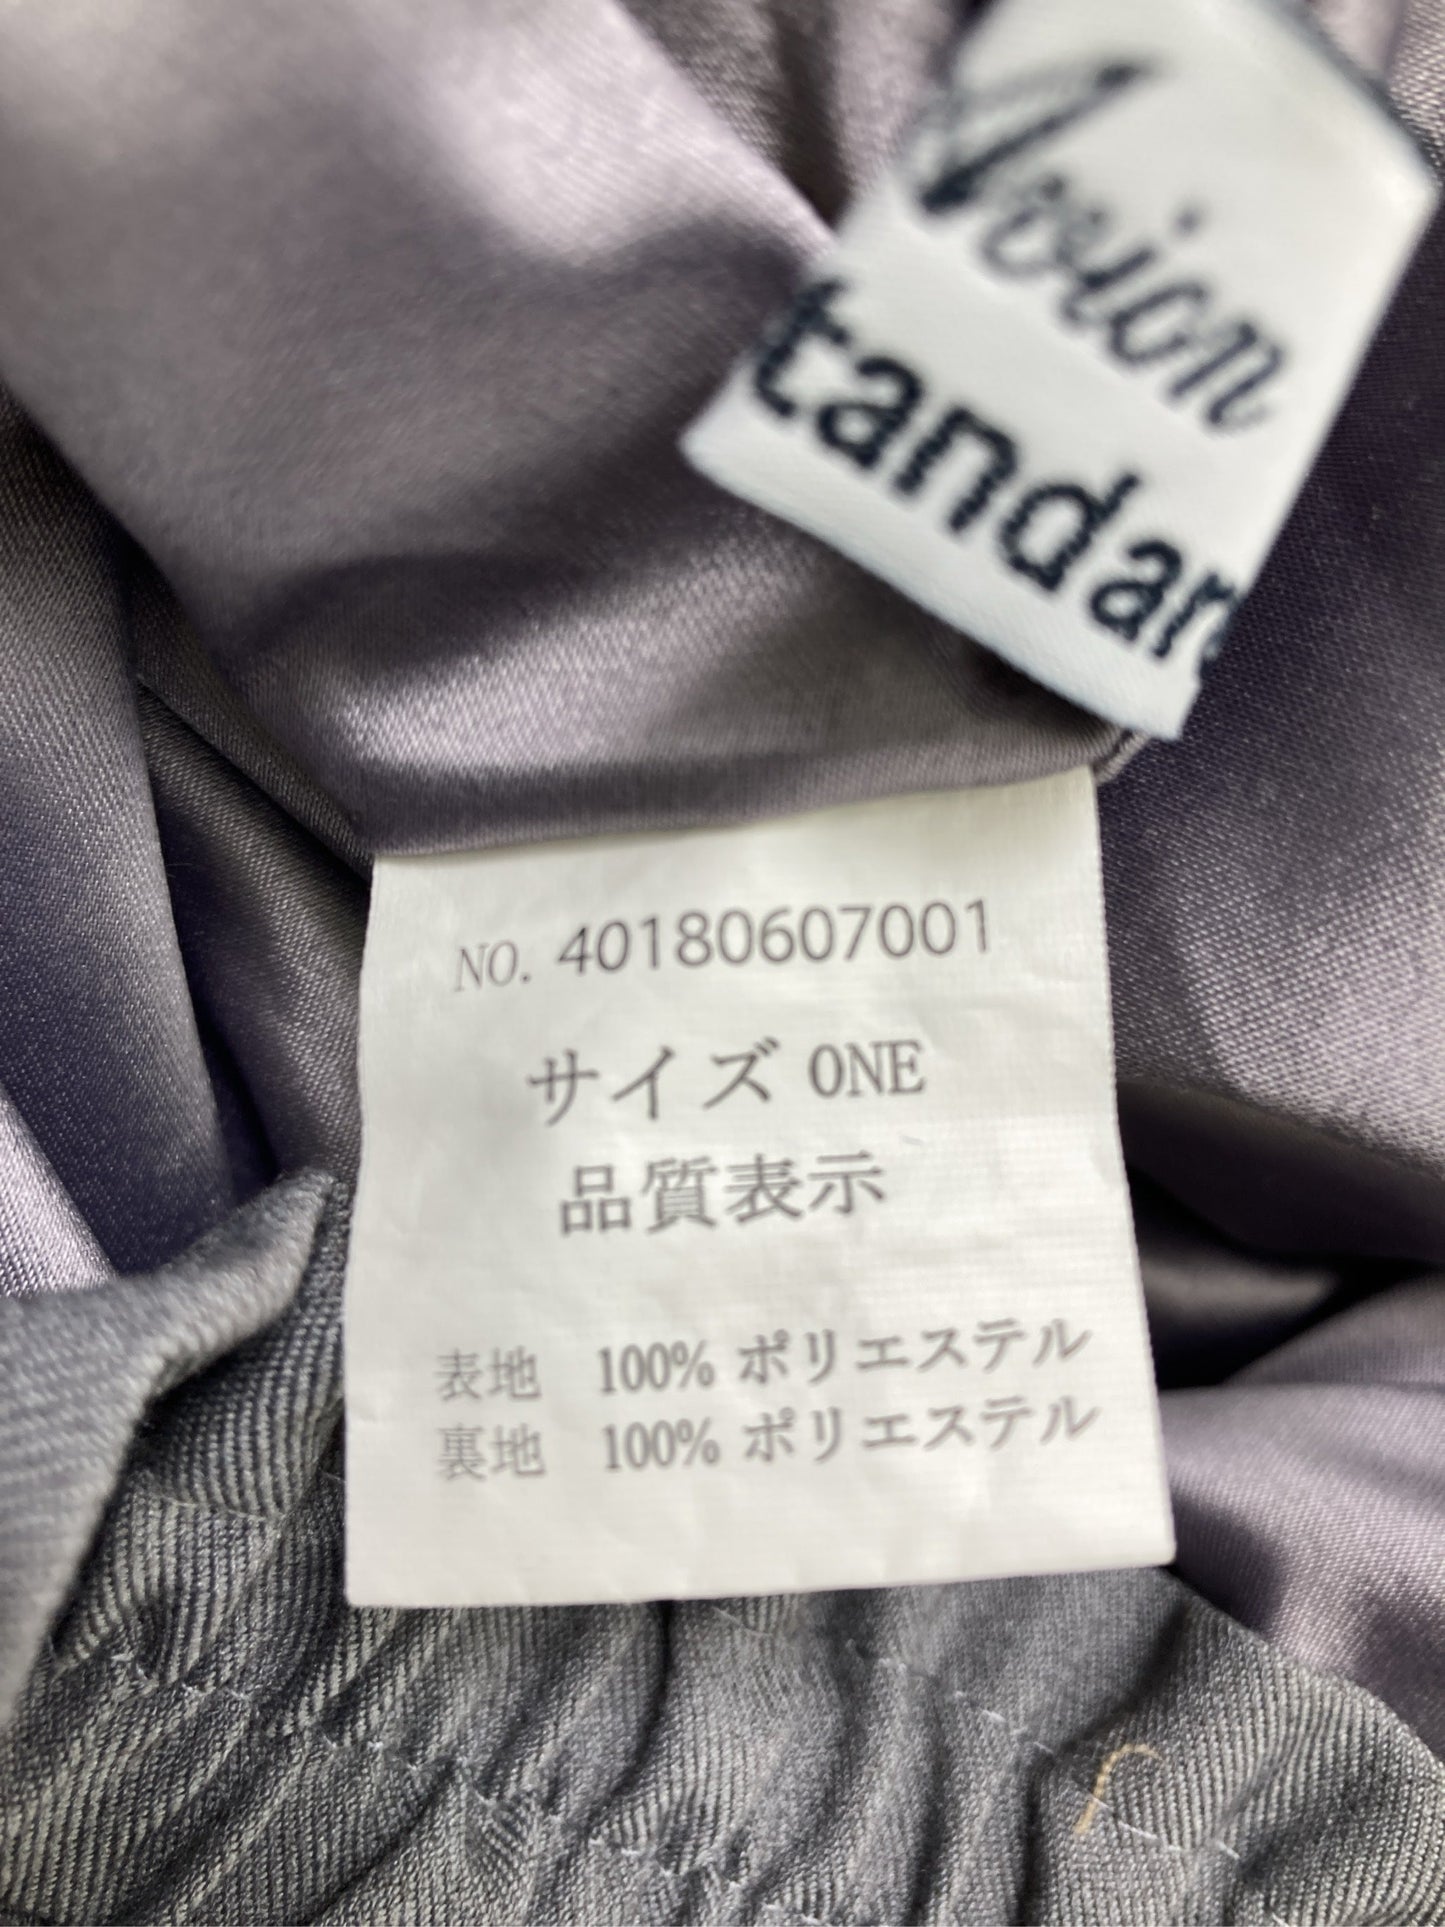 tandar
NO. 40180607001
サイズ ONE
品質表示
表地 100% ポリエステル
裏地 100% ポリエステル